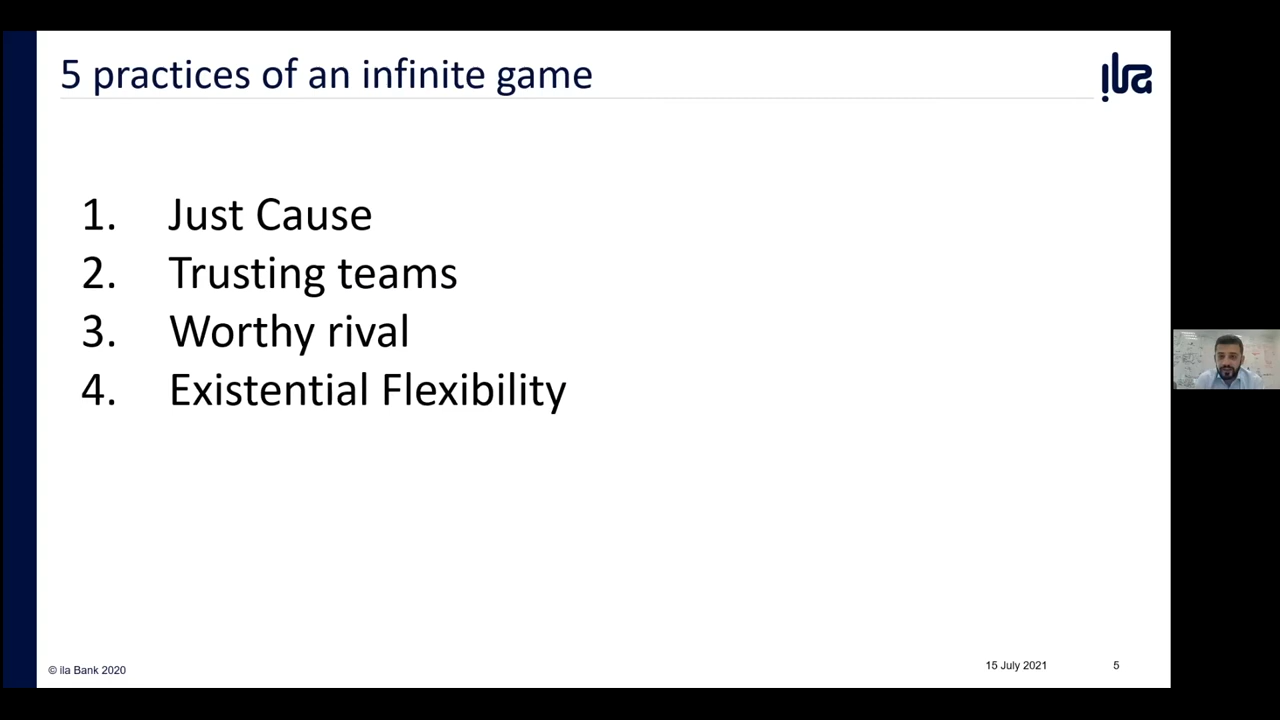 5 practices of an infinite game
ila
1. Just Cause
2. Trusting teams
3. Worthy rival
4. Existential Flexibility
© ila Bank 2020
15 July 2021 5